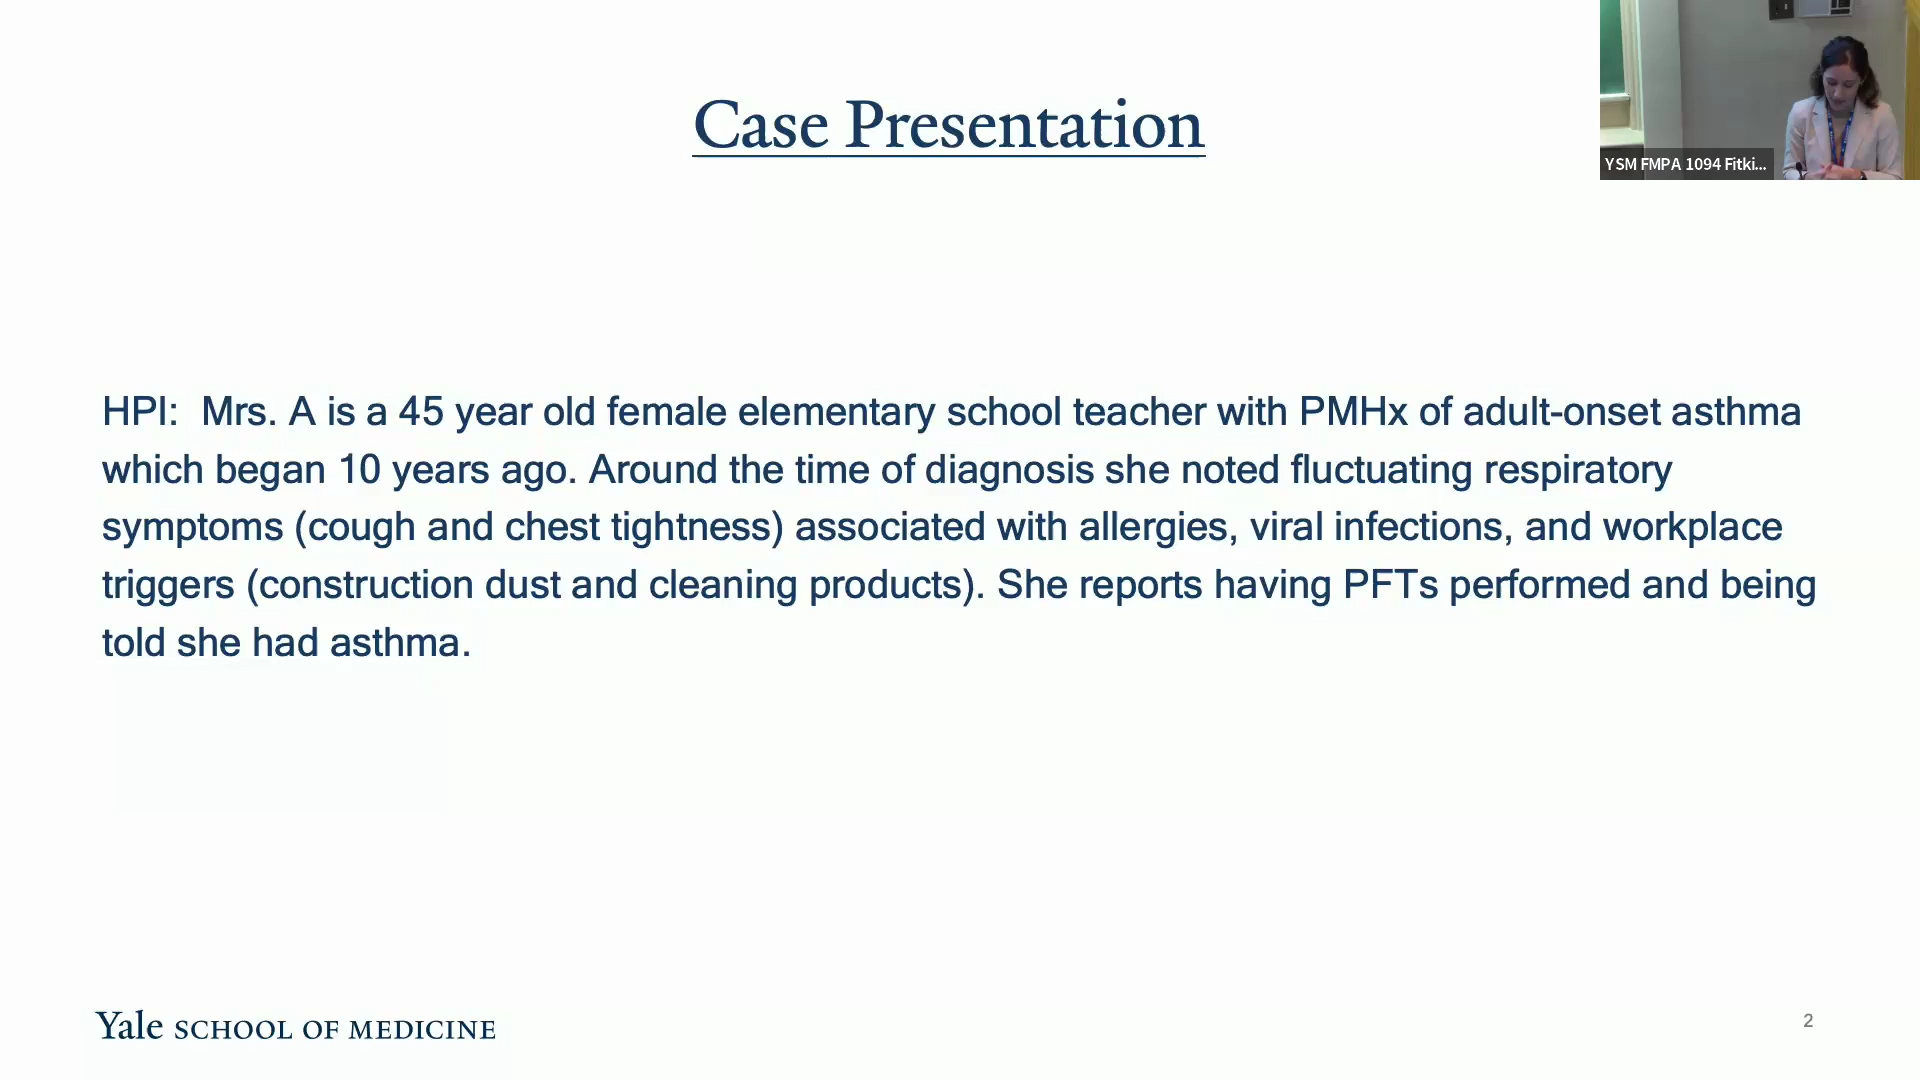 Case Presentation
YSM FMPA 1094 Fitki...
HPI: Mrs. A is a 45 year old female elementary school teacher with PMHx of adult-onset asthma
which began 10 years ago. Around the time of diagnosis she noted fluctuating respiratory
symptoms (cough and chest tightness) associated with allergies, viral infections, and workplace
triggers (construction dust and cleaning products). She reports having PFTs performed and being
told she had asthma.
Yale SCHOOL OF MEDICINE
2